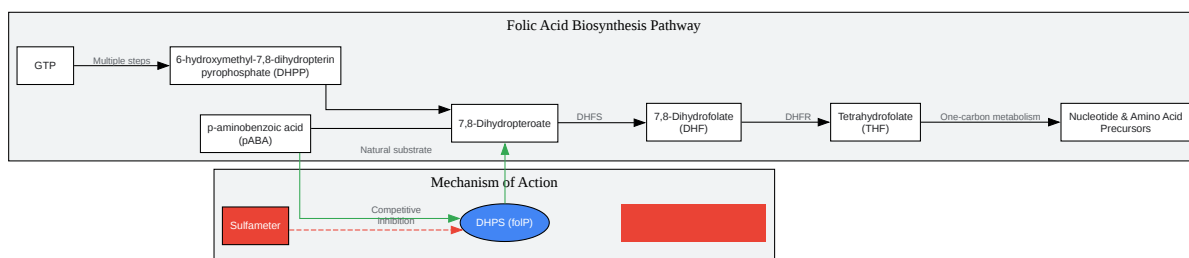 Folic Acid Biosynthesis Pathway
GTP
Multiple steps
6-hydroxymethyl-7,8-dihydropterin
pyrophosphate (DHPP)
p-aminobenzoic acid
(pABA)
7,8-Dihydropteroate
DHFS
7,8-Dihydrofolate
(DHF)
DHFR
Tetrahydrofolate
(THF)
One-carbon metabolism
Nucleotide & Amino Acid
Precursors
Natural substrate
Mechanism of Action
Sulfameter
Competitive
inhibition
DHPS (folP)